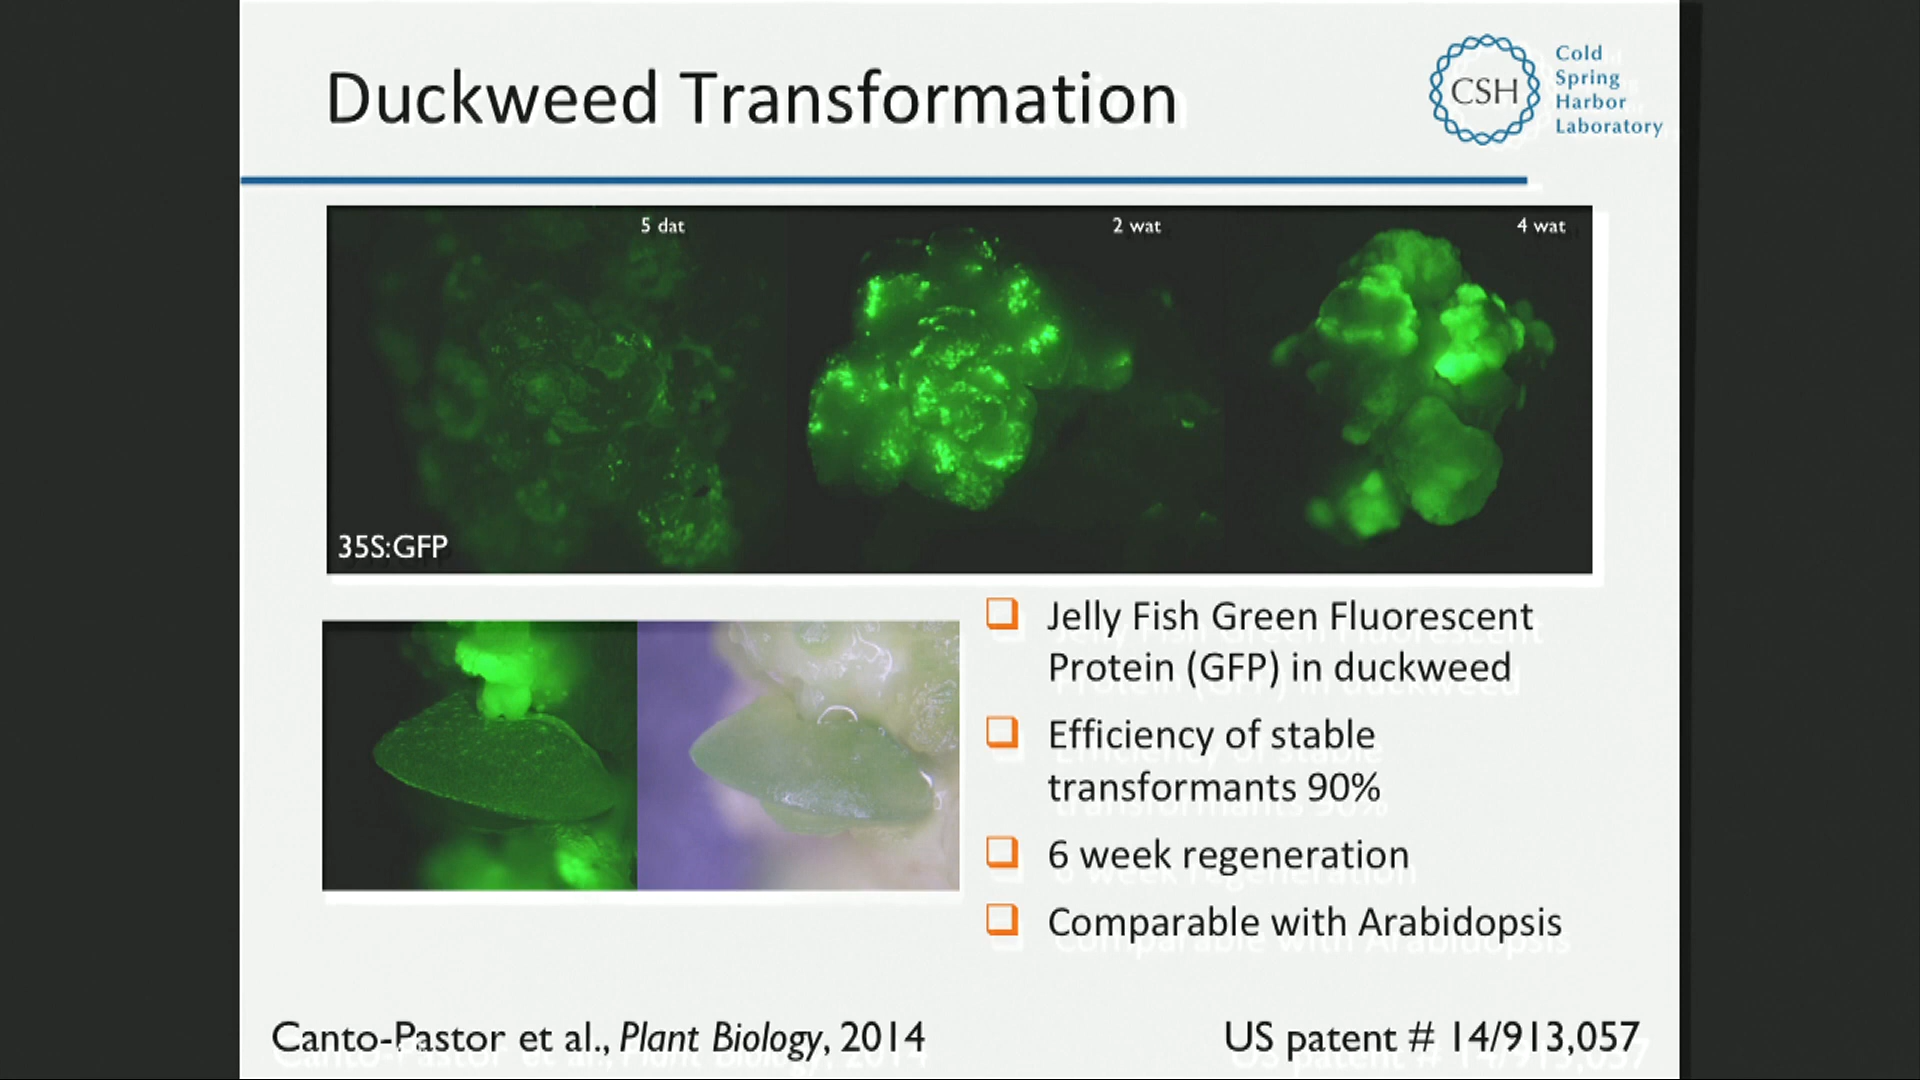 Duckweed Transformation
CSH
Cold
Spring
Harbor
Laboratory
5 dat
2 wat
4 wat
35S:GFP
Jelly Fish Green Fluorescent
Protein (GFP) in duckweed
Efficiency of stable
transformants 90%
6 week regeneration
Comparable with Arabidopsis
Canto-Pastor et al., Plant Biology, 2014
US patent # 14/913,057